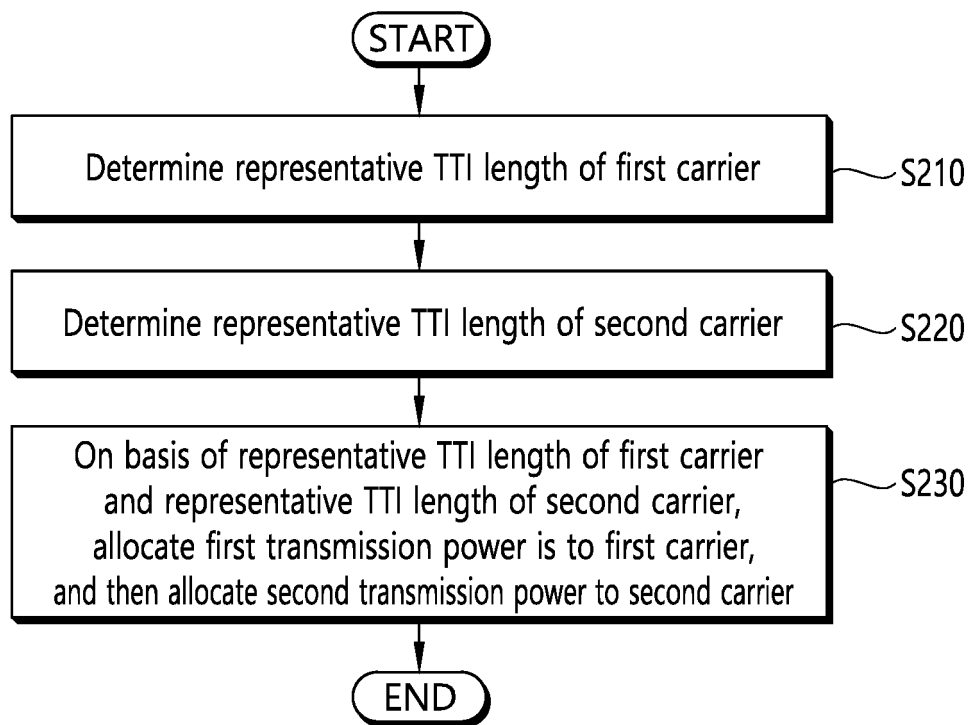 START
Determine representative TTI length of first carrier
S210
Determine representative TTI length of second carrier
S220
On basis of representative TTI length of first carrier
and representative TTI length of second carrier,
allocate first transmission power is to first carrier,
and then allocate second transmission power to second carrier
S230
END